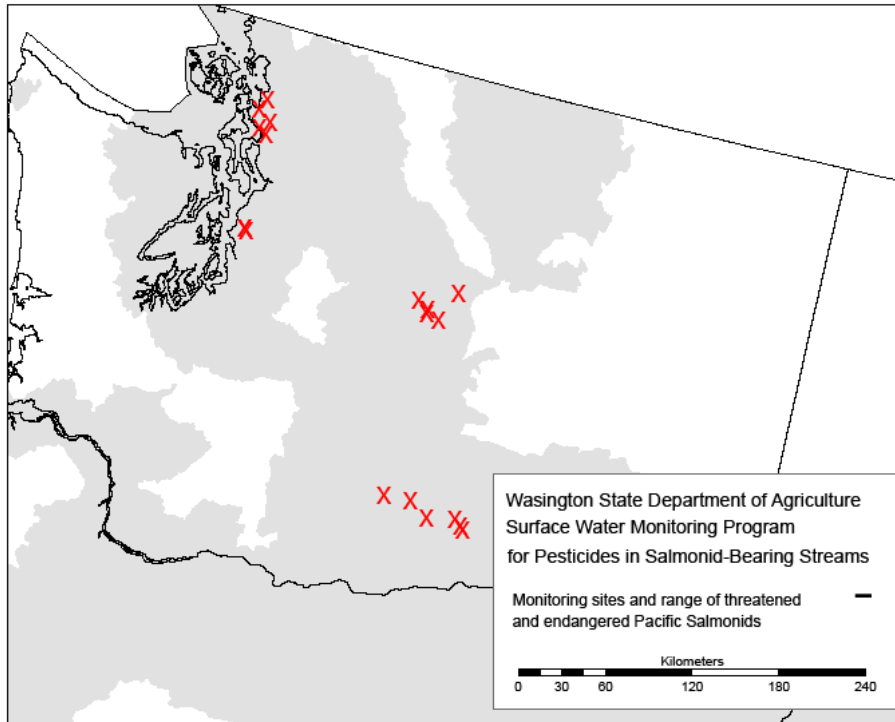 Wasington State Department of Agriculture
Surface Water Monitoring Program
for Pesticides in Salmonid-Bearing Streams
Monitoring sites and range of threatened
and endangered Pacific Salmonids
Kilometers
0 30 60 120 180 240